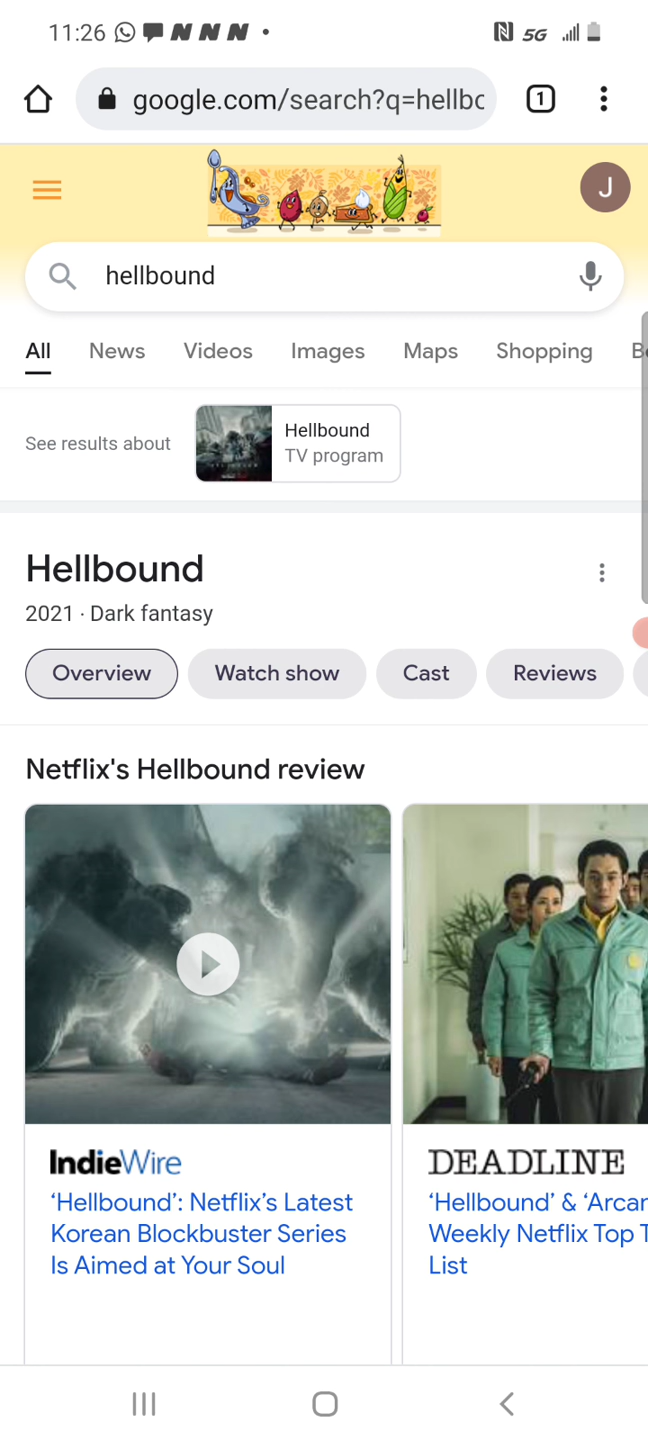 11:26
5G
google.com/search?q=hellbc
1
J
hellbound
All News Videos Images Maps Shopping
See results about
Hellbound
TV program
Hellbound
2021 · Dark fantasy
Overview Watch show Cast Reviews
Netflix's Hellbound review
IndieWire
‘Hellbound’: Netflix’s Latest
Korean Blockbuster Series
Is Aimed at Your Soul
DEADLINE
‘Hellbound’ & ‘Arcar
Weekly Netflix Top T
List